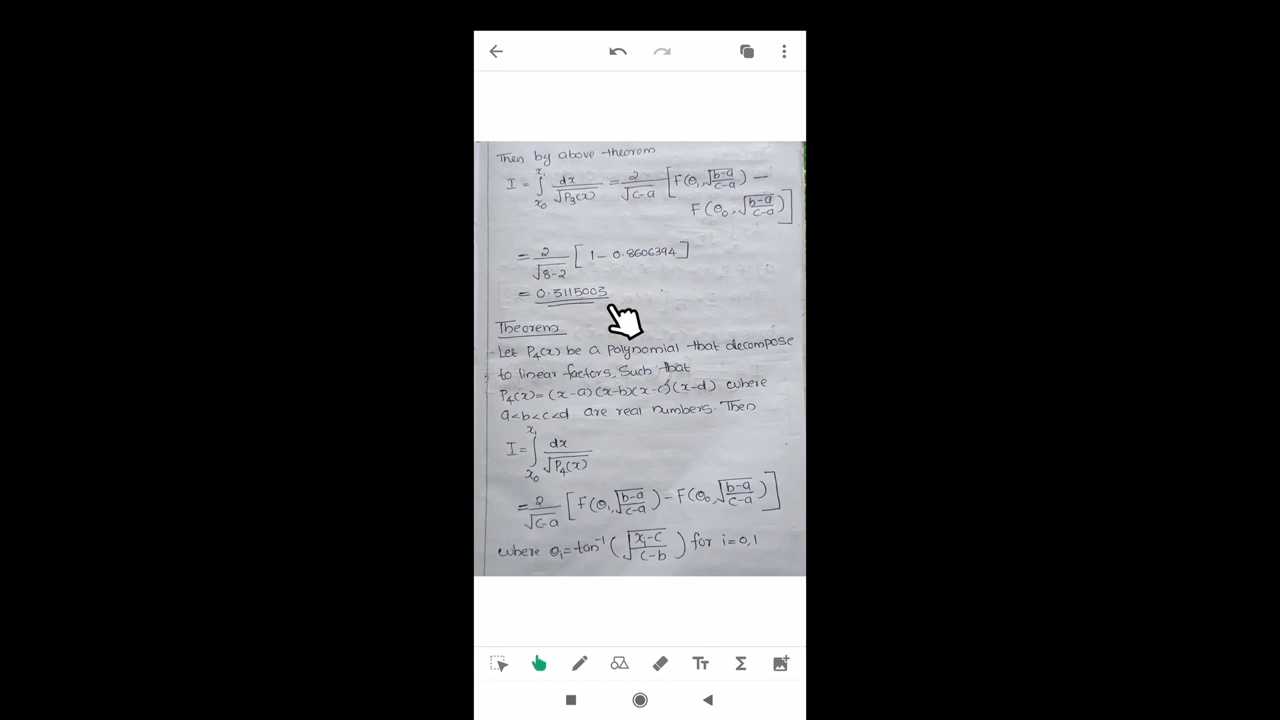 Then by above theorem
I = ∫_{x₀}^{x₁} dx/√P₃(x) = 2/√c-a [F(θ₁, √b-a/c-a) −
F(θ₀, √b-a/c-a)]
= 2/√8-2 [1 − 0.8606394]
= 0.5115003
Theorem
Let P₄(x) be a polynomial that decompose
to linear factors, Such that
P₄(x) = (x-a)(x-b)(x-c)(x-d) where
a<b<c<d are real numbers. Then
I = ∫_{x₀}^{x₁} dx/√P₄(x)
= 2/√c-a [F(θ₁, √b-a/c-a) − F(θ₀, √b-a/c-a)]
where θᵢ = tan⁻¹(√xᵢ-c/c-b) for i=0,1
Tт
Σ